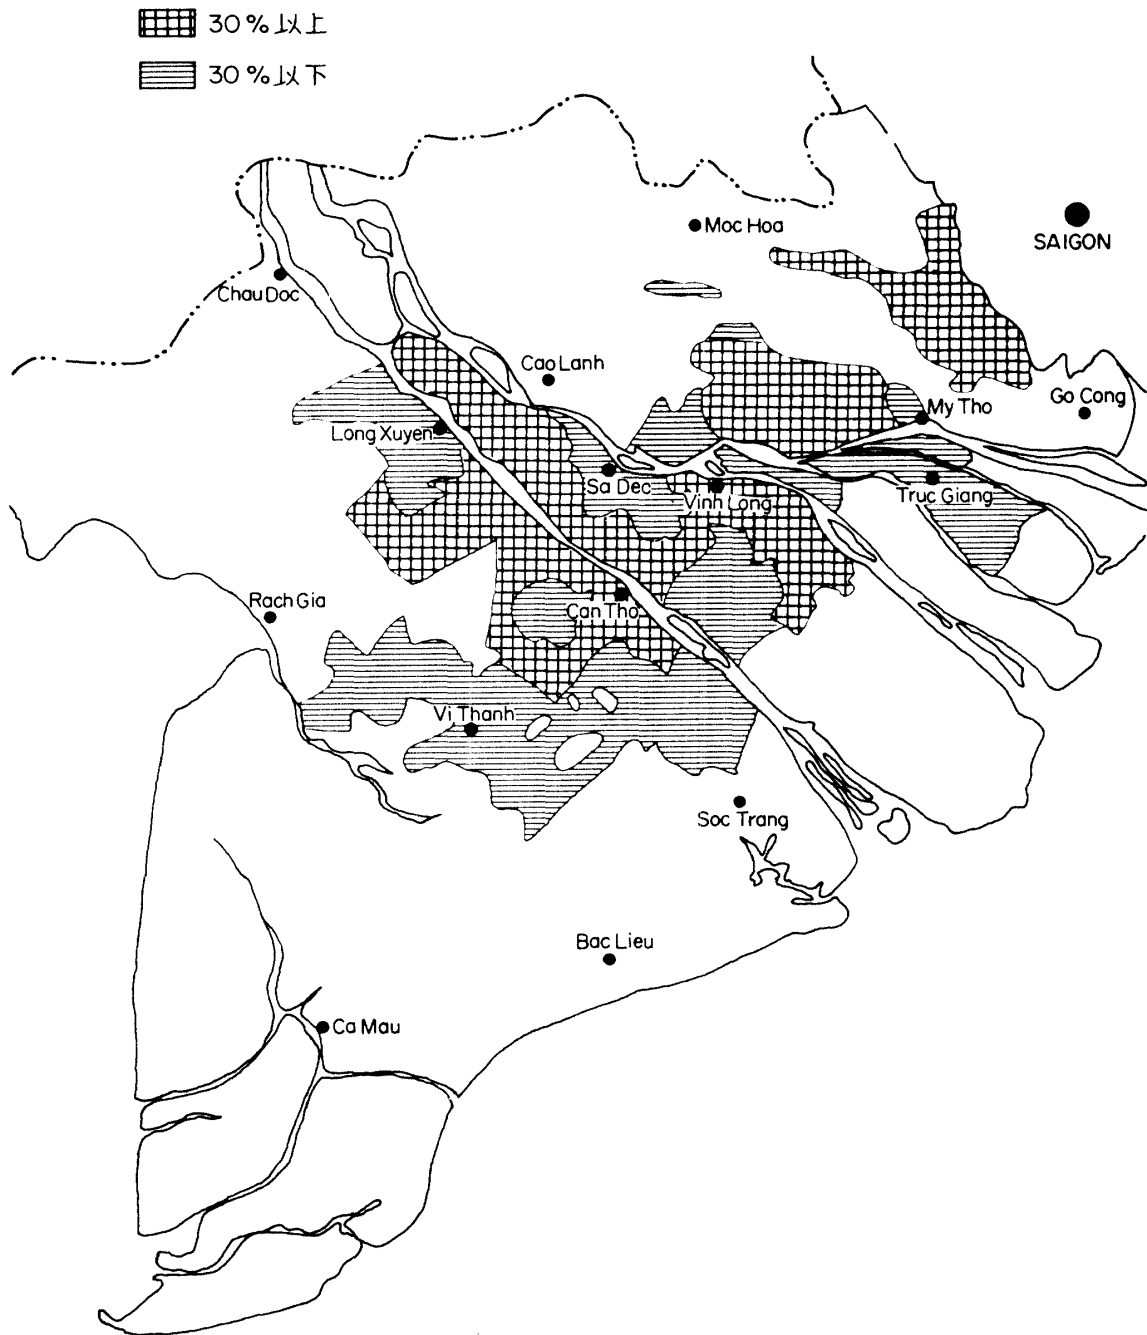 30%以上
30%以下
Moc Hoa
SAIGON
Chau Doc
Cao Lanh
Go Cong
My Tho
Long Xuyen
Sa Dec
Vinh Long
Truc Giang
Rach Gia
Can Tho
Vi Thanh
Soc Trang
Bac Lieu
Ca Mau